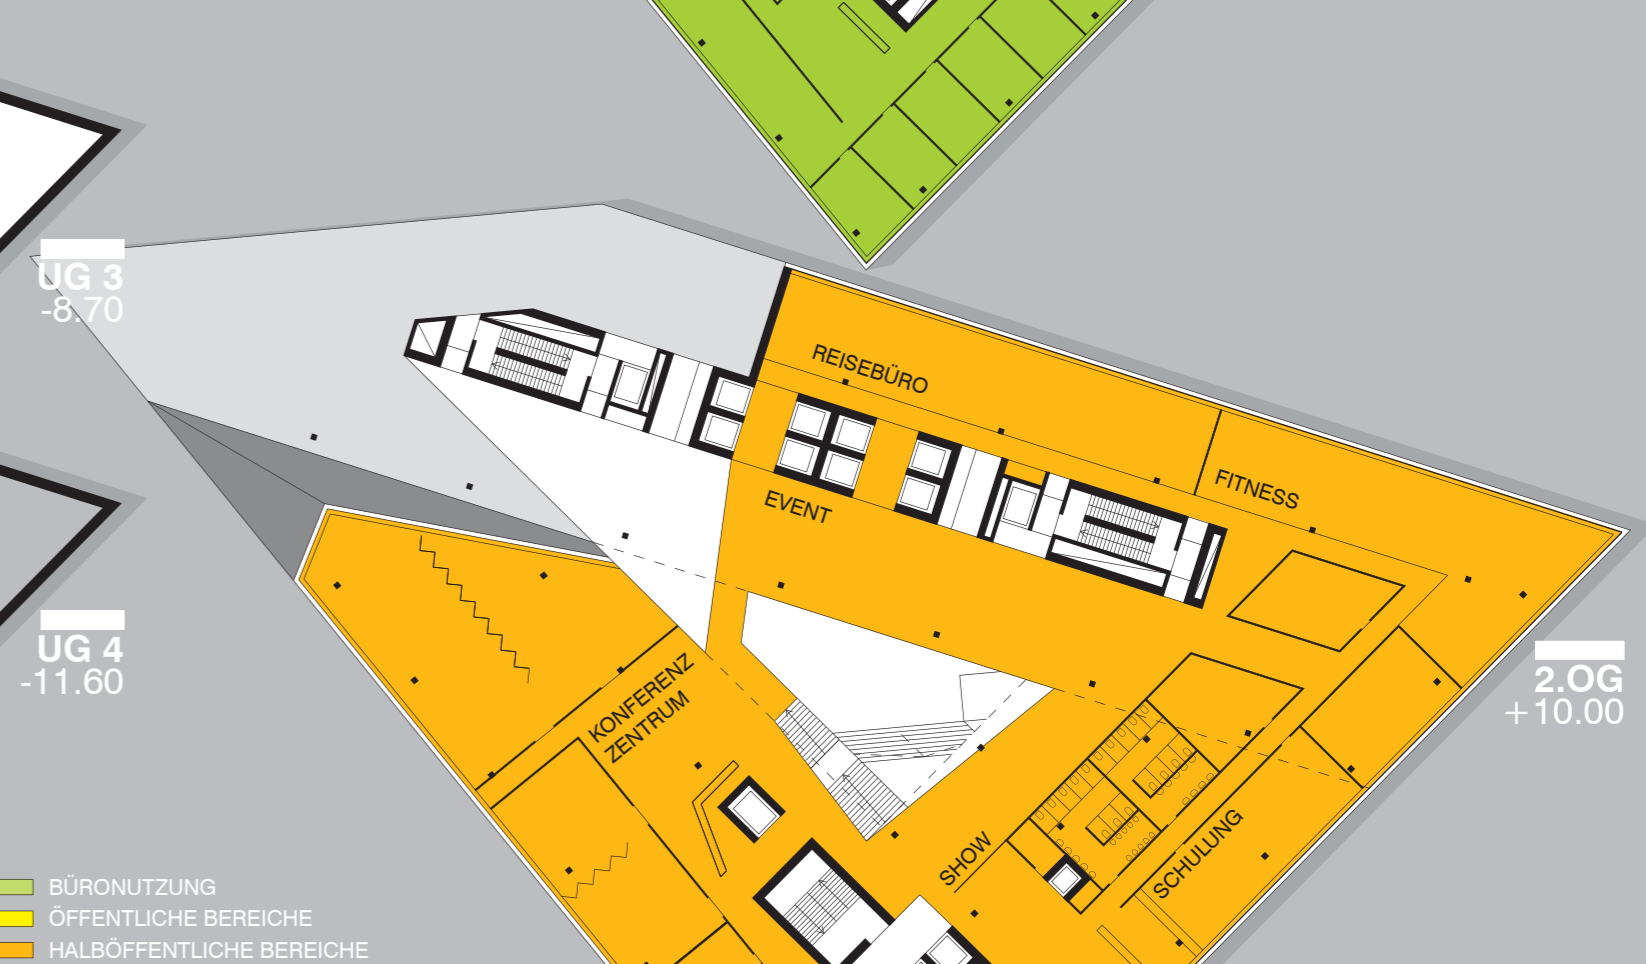 UG 3
-8.70
REISEBÜRO
FITNESS
EVENT
UG 4
-11.60
KONFERENZ
ZENTRUM
2.OG
+10.00
SHOW
SCHULUNG
BÜRONUTZUNG
ÖFFENTLICHE BEREICHE
HALBÖFFENTLICHE BEREICHE